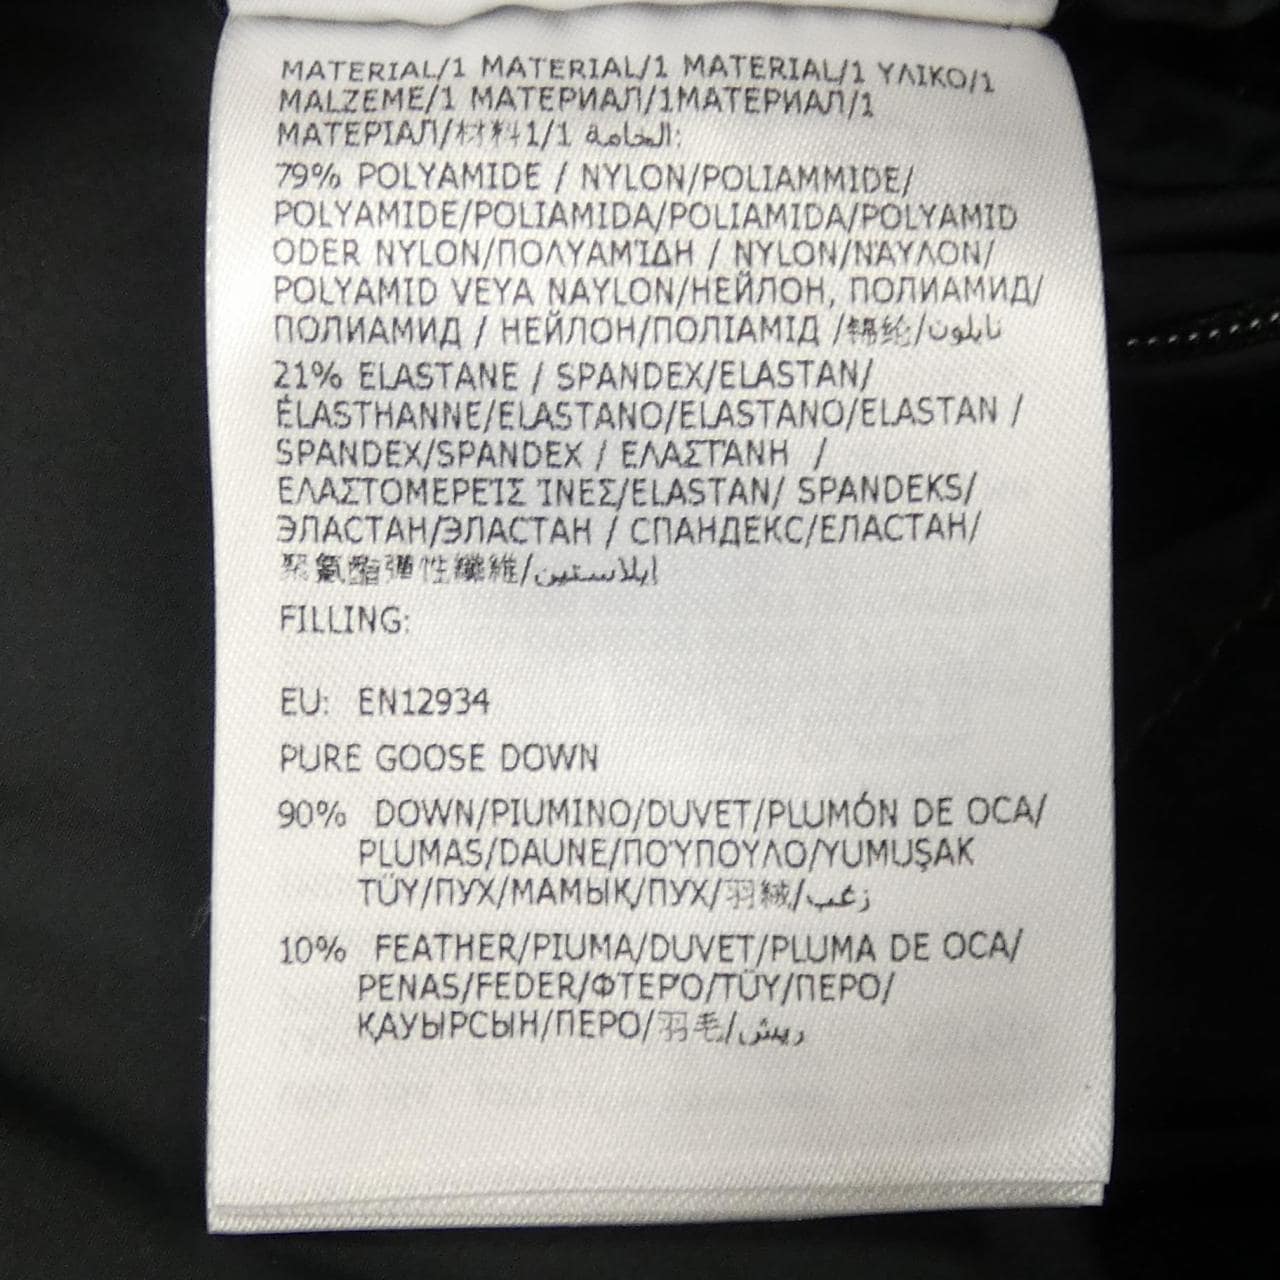 MATERIAL/1 MATERIAL/1 MATERIAL/1 ΥΛΙΚΟ/1
MALZEME/1 МАТЕРИАЛ/1МАТЕРИАЛ/1
МАТЕРІАЛ/材料1/1 الخامة:
79% POLYAMIDE / NYLON/POLIAMMIDE/
POLYAMIDE/POLIAMIDA/POLIAMIDA/POLYAMID
ODER NYLON/ΠΟΛΥΑΜΊΔΗ / NYLON/ΝΆΥΛΟΝ/
POLYAMID VEYA NAYLON/НЕЙЛОН, ПОЛИАМИД/
ПОЛИАМИД / НЕЙЛОН/ПОЛІАМІД /锦纶/نايلون
21% ELASTANE / SPANDEX/ELASTAN/
ÉLASTHANNE/ELASTANO/ELASTANO/ELASTAN /
SPANDEX/SPANDEX / ΕΛΑΣΤΆΝΗ /
ΕΛΑΣΤΟΜΕΡΕΊΣ ΊΝΕΣ/ELASTAN/ SPANDEKS/
ЭЛАСТАН/ЭЛАСТАН / СПАНДЕКС/ЕЛАСТАН/
聚氨酯彈性纖維/ايلاستين
FILLING:
EU: EN12934
PURE GOOSE DOWN
90% DOWN/PIUMINO/DUVET/PLUMÓN DE OCA/
PLUMAS/DAUNE/ΠΟΎΠΟΥΛΟ/YUMUŞAK
TÜY/ПУХ/МАМЫҚ/ПУХ/羽絨/زغب
10% FEATHER/PIUMA/DUVET/PLUMA DE OCA/
PENAS/FEDER/ΦΤΕΡΌ/TÜY/ПЕРО/
ҚАУЫРСЫН/ПЕРО/羽毛/ريش